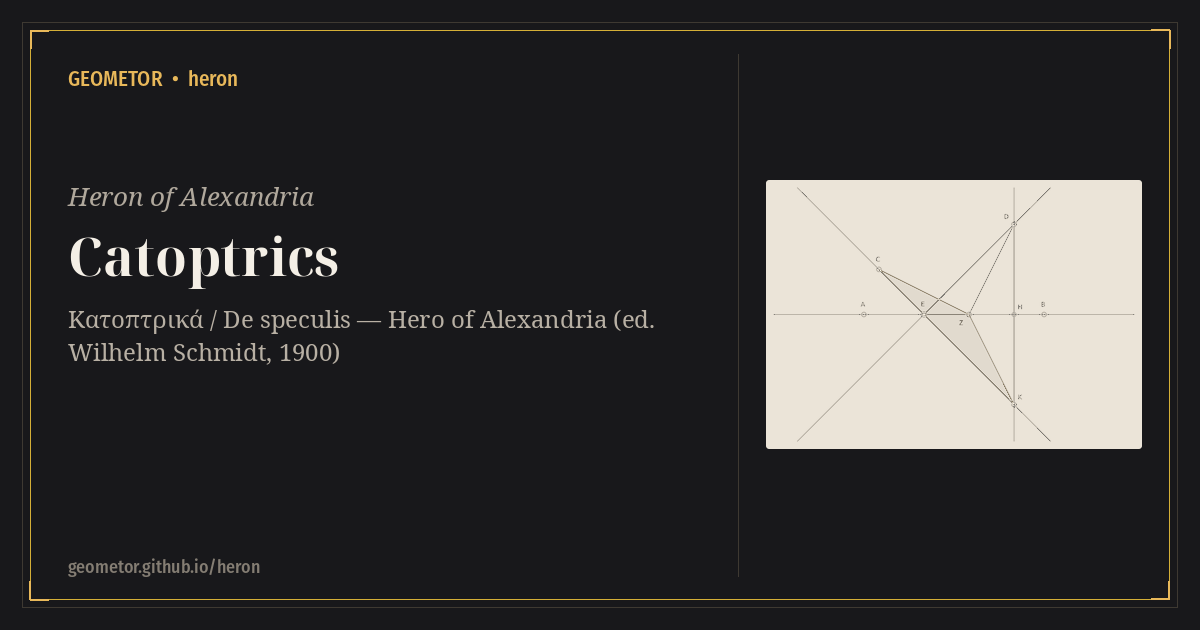 GEOMETOR • heron
Heron of Alexandria
Catoptrics
Κατοπτρικά / De speculis — Hero of Alexandria (ed.
Wilhelm Schmidt, 1900)
geometor.github.io/heron
D
C
A
E
Z
H
B
K